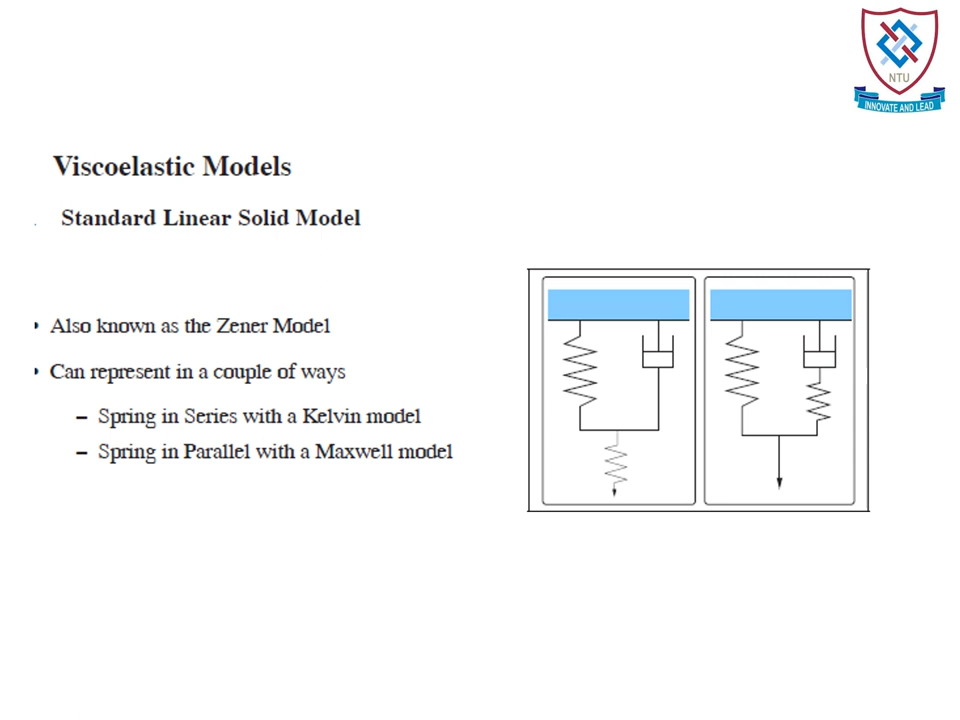 NTU
INNOVATE AND LEAD
Viscoelastic Models
. Standard Linear Solid Model
• Also known as the Zener Model
• Can represent in a couple of ways
– Spring in Series with a Kelvin model
– Spring in Parallel with a Maxwell model